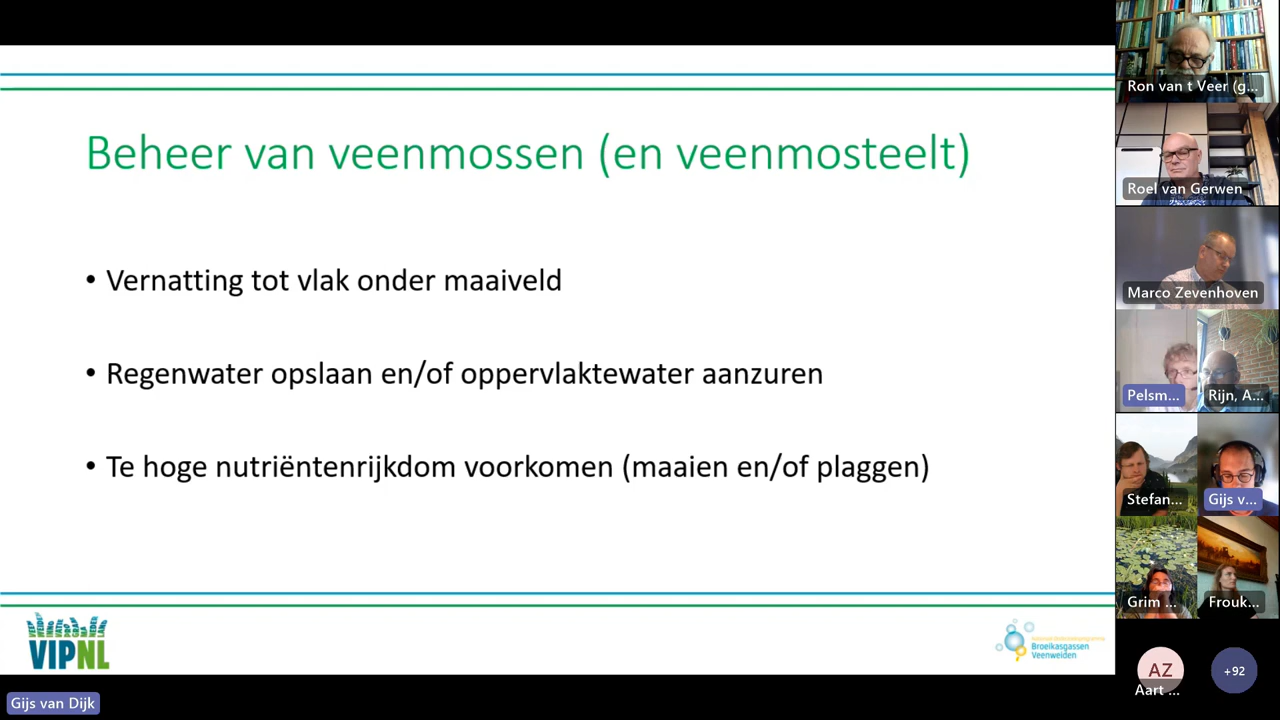 Beheer van veenmossen (en veenmosteelt)
• Vernatting tot vlak onder maaiveld
• Regenwater opslaan en/of oppervlaktewater aanzuren
• Te hoge nutriëntenrijkdom voorkomen (maaien en/of plaggen)
VIPNL
Broeikasgassen
Veenweiden
Gijs van Dijk
Ron van t Veer (g...
Roel van Gerwen
Marco Zevenhoven
Pelsm...
Rijn, A...
Stefan...
Gijs v...
Grim ...
Frouk...
AZ
Aart ...
+92